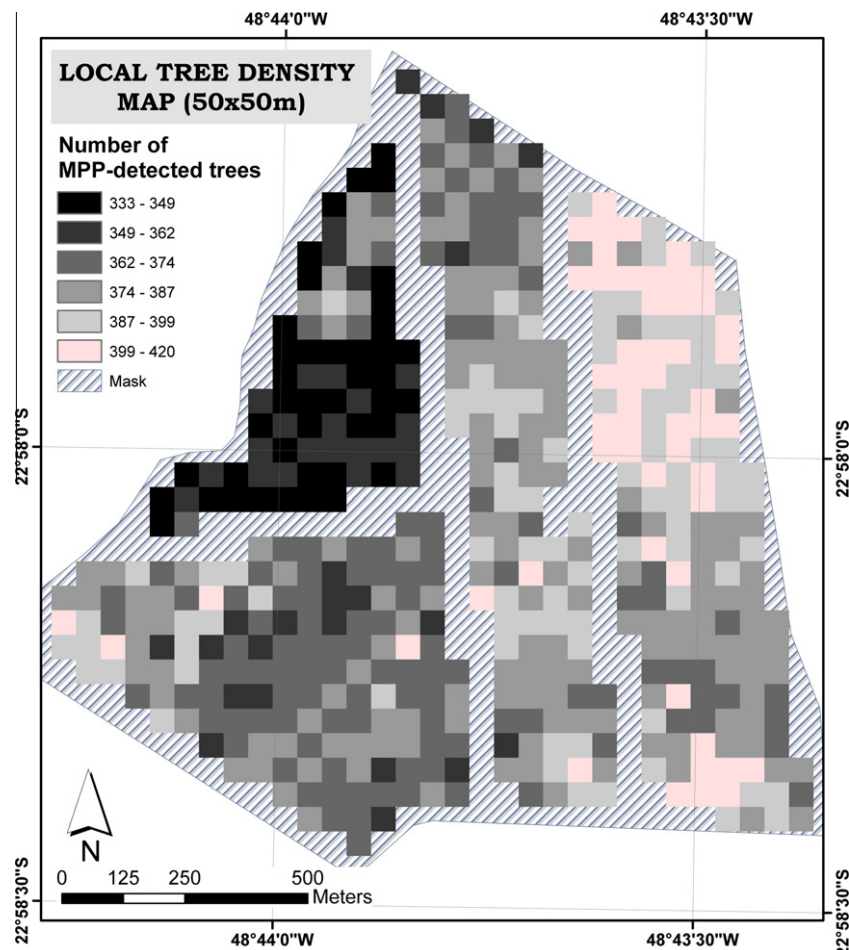 48°44'0"W
48°43'30"W
LOCAL TREE DENSITY
MAP (50x50m)
Number of
MPP-detected trees
333 - 349
349 - 362
362 - 374
374 - 387
387 - 399
399 - 420
Mask
22°58'0"S
22°58'0"S
N
0 125 250 500
Meters
22°58'30"S
22°58'30"S
48°44'0"W
48°43'30"W